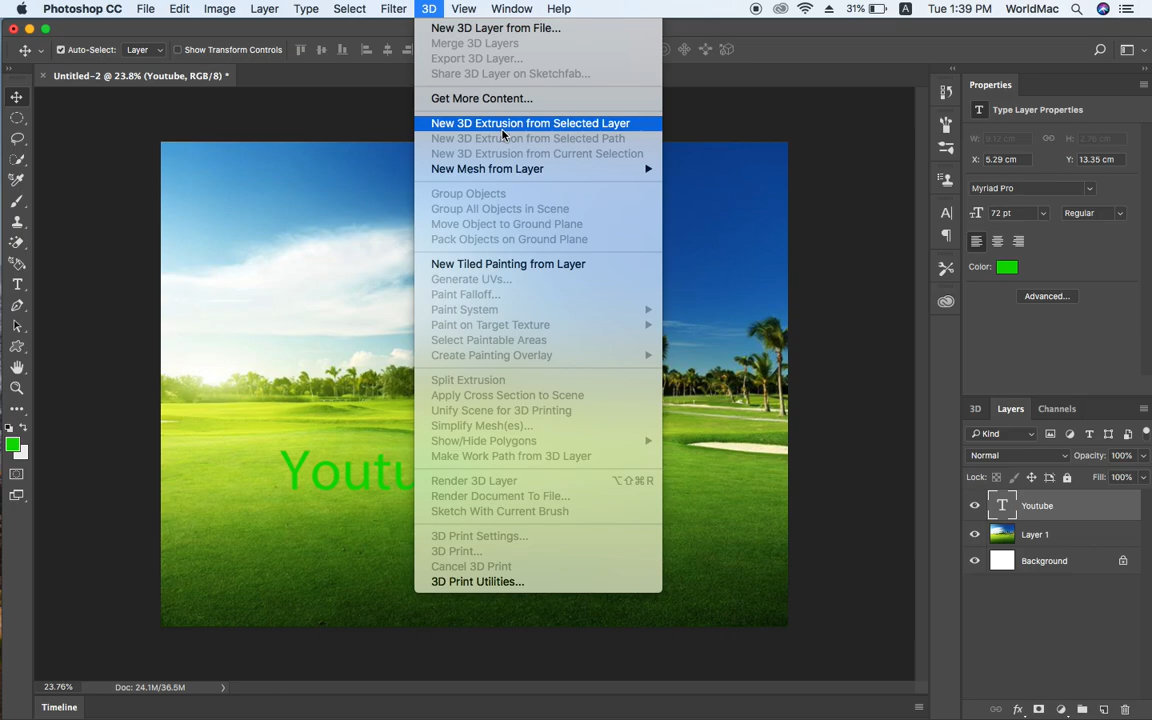 Photoshop CC File Edit Image Layer Type Select Filter 3D View Window Help 31% A Tue 1:39 PM WorldMac
Auto-Select: Layer Show Transform Controls
Untitled-2 @ 23.8% (Youtube, RGB/8) *
New 3D Layer from File...
Merge 3D Layers
Export 3D Layer...
Share 3D Layer on Sketchfab...
Get More Content...
New 3D Extrusion from Selected Layer
New 3D Extrusion from Selected Path
New 3D Extrusion from Current Selection
New Mesh from Layer
Group Objects
Group All Objects in Scene
Move Object to Ground Plane
Pack Objects on Ground Plane
New Tiled Painting from Layer
Generate UVs...
Paint Falloff...
Paint System
Paint on Target Texture
Select Paintable Areas
Create Painting Overlay
Split Extrusion
Apply Cross Section to Scene
Unify Scene for 3D Printing
Simplify Mesh(es)...
Show/Hide Polygons
Make Work Path from 3D Layer
Render 3D Layer ⌥⇧⌘R
Render Document To File...
Sketch With Current Brush
3D Print Settings...
3D Print...
Cancel 3D Print
3D Print Utilities...
Youtu
Properties
T Type Layer Properties
W: 9.12 cm H: 2.76 cm
X: 5.29 cm Y: 13.35 cm
Myriad Pro
72 pt Regular
Color:
Advanced...
3D Layers Channels
Kind
Normal Opacity: 100%
Lock: Fill: 100%
T Youtube
Layer 1
Background
23.76% Doc: 24.1M/36.5M
Timeline